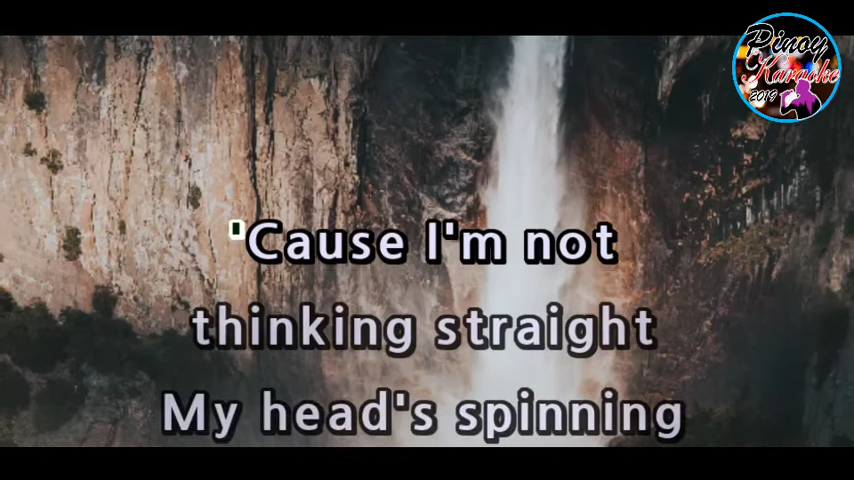 Pinoy
Karaoke
2019
'Cause I'm not
thinking straight
My head's spinning